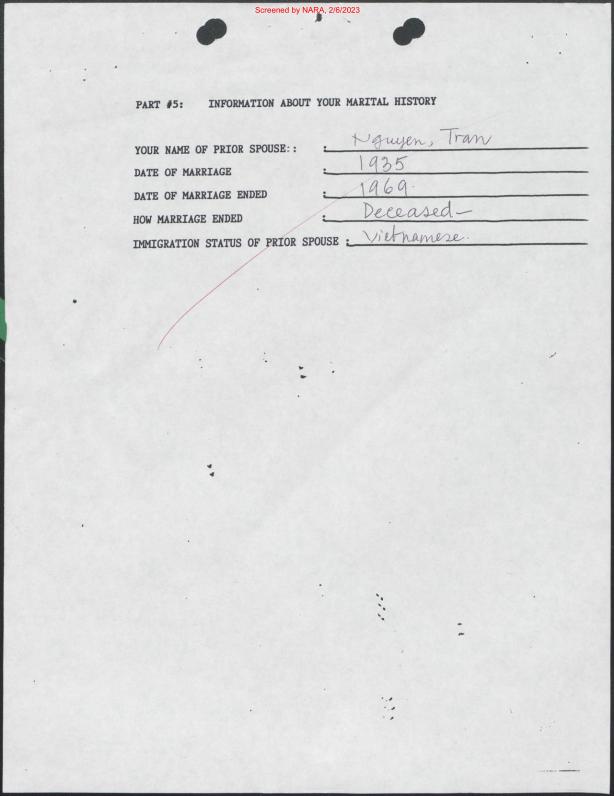 Screened by NARA, 2/6/2023
PART #5: INFORMATION ABOUT YOUR MARITAL HISTORY
YOUR NAME OF PRIOR SPOUSE:: : Nguyen, Tran
DATE OF MARRIAGE : 1935
DATE OF MARRIAGE ENDED : 1969.
HOW MARRIAGE ENDED : Deceased—
IMMIGRATION STATUS OF PRIOR SPOUSE : Vietnamese.